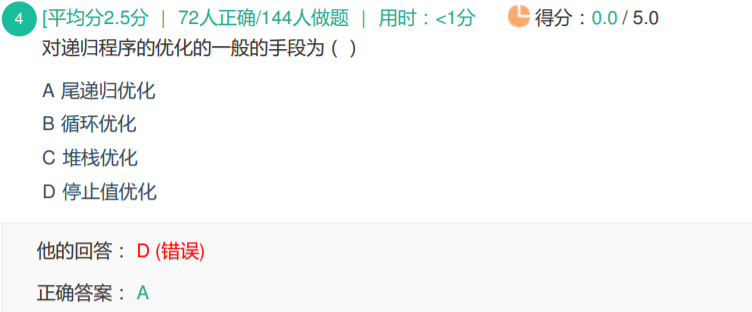 4 [平均分2.5分 | 72人正确/144人做题 | 用时：<1分 得分：0.0 / 5.0
对递归程序的优化的一般的手段为（ ）
A 尾递归优化
B 循环优化
C 堆栈优化
D 停止值优化
他的回答： D (错误)
正确答案： A